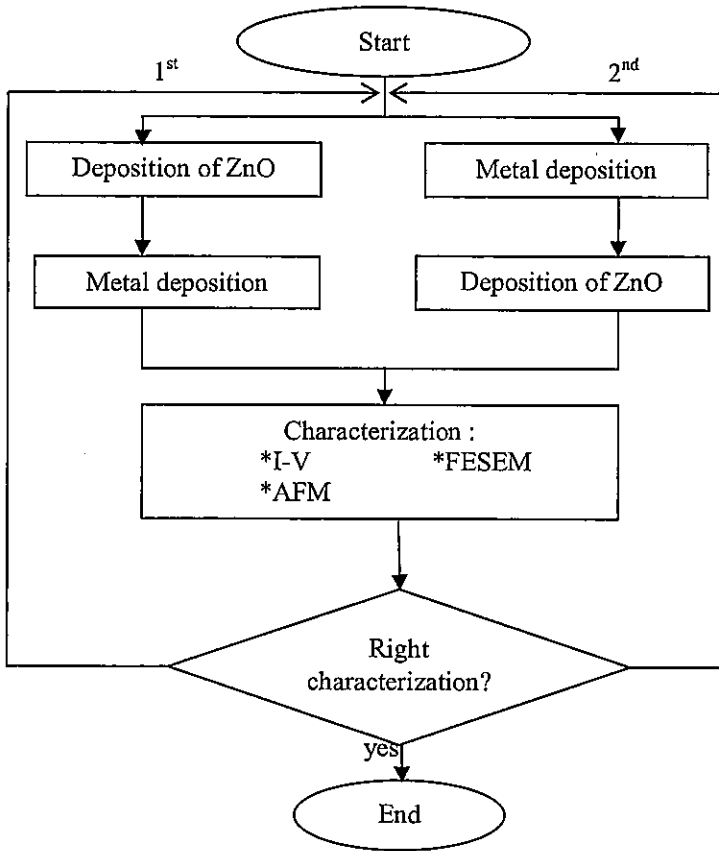 Start
1st
2nd
Deposition of ZnO
Metal deposition
Metal deposition
Deposition of ZnO
Characterization :
*I-V *FESEM
*AFM
Right
characterization?
yes
End